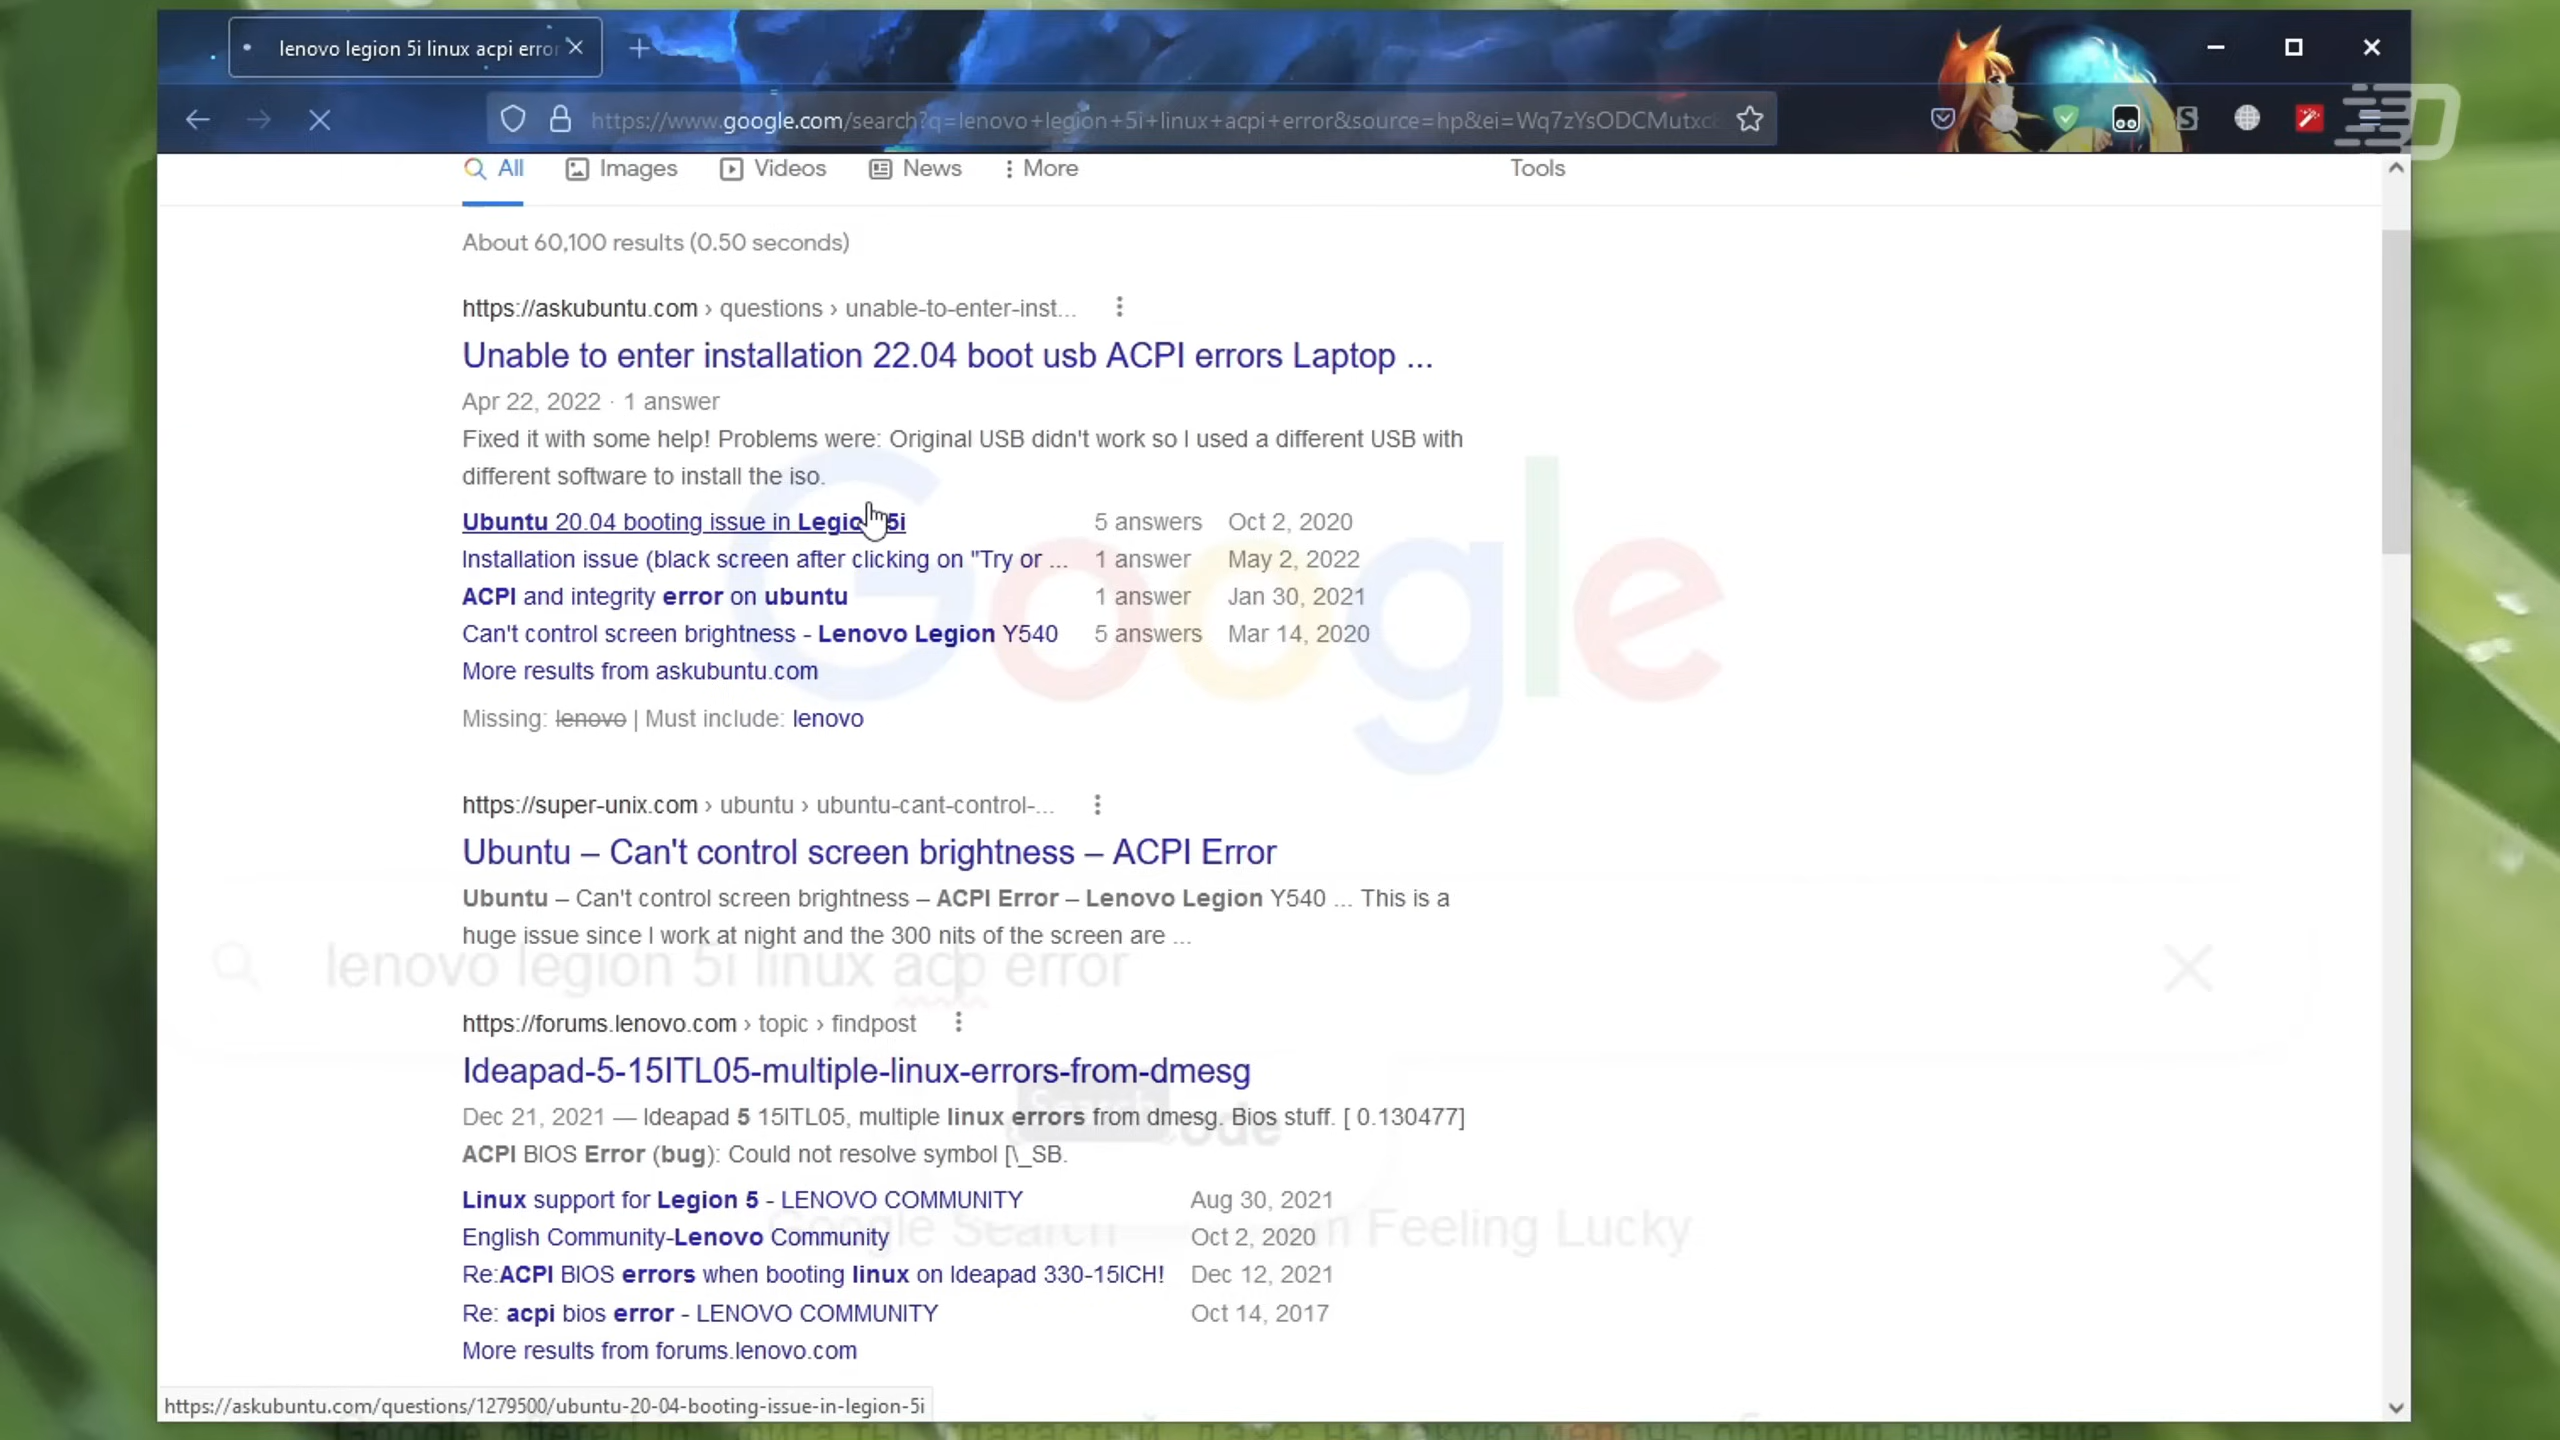 lenovo legion 5i linux acpi error
https://www.google.com/search?q=lenovo+legion+5i+linux+acpi+error&source=hp&ei=Wq7zYsODCMutxc
All Images Videos News More Tools
About 60,100 results (0.50 seconds)
https://askubuntu.com › questions › unable-to-enter-inst...
Unable to enter installation 22.04 boot usb ACPI errors Laptop ...
Apr 22, 2022 · 1 answer
Fixed it with some help! Problems were: Original USB didn't work so I used a different USB with
different software to install the iso.
Ubuntu 20.04 booting issue in Legion 5i 5 answers Oct 2, 2020
Installation issue (black screen after clicking on "Try or ... 1 answer May 2, 2022
ACPI and integrity error on ubuntu 1 answer Jan 30, 2021
Can't control screen brightness - Lenovo Legion Y540 5 answers Mar 14, 2020
More results from askubuntu.com
Missing: lenovo | Must include: lenovo
Google
https://super-unix.com › ubuntu › ubuntu-cant-control-...
Ubuntu – Can't control screen brightness – ACPI Error
Ubuntu – Can't control screen brightness – ACPI Error – Lenovo Legion Y540 ... This is a
huge issue since I work at night and the 300 nits of the screen are ...
lenovo legion 5i linux acp error
https://forums.lenovo.com › topic › findpost
Ideapad-5-15ITL05-multiple-linux-errors-from-dmesg
Dec 21, 2021 — Ideapad 5 15ITL05, multiple linux errors from dmesg. Bios stuff. [ 0.130477]
ACPI BIOS Error (bug): Could not resolve symbol [\_SB.
Linux support for Legion 5 - LENOVO COMMUNITY Aug 30, 2021
Google Search Feeling Lucky
English Community-Lenovo Community Oct 2, 2020
Re:ACPI BIOS errors when booting linux on Ideapad 330-15ICH! Dec 12, 2021
Re: acpi bios error - LENOVO COMMUNITY Oct 14, 2017
More results from forums.lenovo.com
https://askubuntu.com/questions/1279500/ubuntu-20-04-booting-issue-in-legion-5i